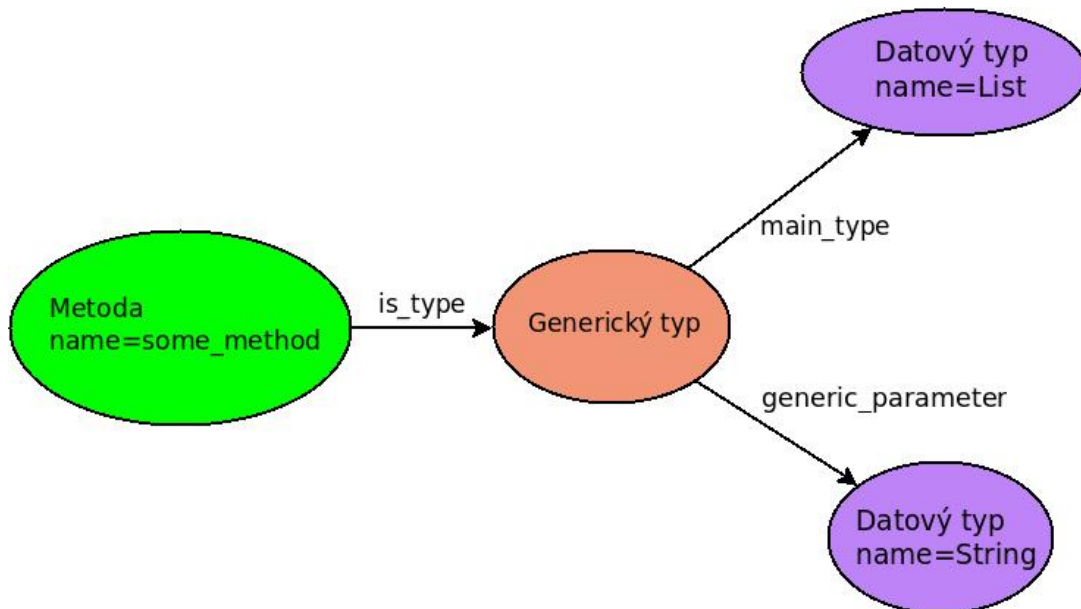 Datový typ
name=List
main_type
Metoda
name=some_method
is_type
Generický typ
generic_parameter
Datový typ
name=String